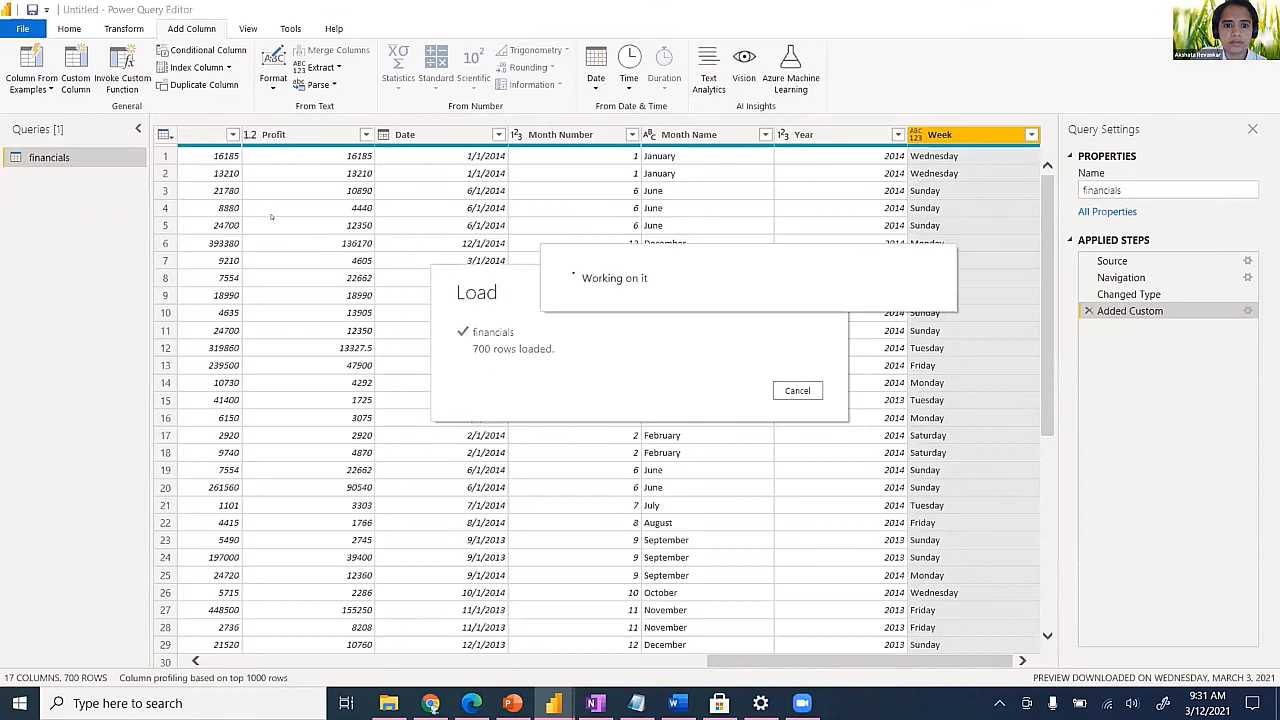 Untitled - Power Query Editor
File Home Transform Add Column View Tools Help
Column From Examples Custom Column Invoke Custom Function
Conditional Column
Index Column
Duplicate Column
General
Format
Merge Columns
Extract
Parse
From Text
Statistics Standard Scientific
Trigonometry
Rounding
Information
From Number
Date Time Duration
From Date & Time
Text Analytics Vision Azure Machine Learning
AI Insights
Akshata Revankar
Queries [1]
financials
1.2 Profit Date 123 Month Number ABC Month Name 123 Year ABC 123 Week
1 16185 16185 1/1/2014 1 January 2014 Wednesday
2 13210 13210 1/1/2014 1 January 2014 Wednesday
3 21780 10890 6/1/2014 6 June 2014 Sunday
4 8880 4440 6/1/2014 6 June 2014 Sunday
5 24700 12350 6/1/2014 6 June 2014 Sunday
6 393380 136170 12/1/2014 12 December 2014 Monday
7 9210 4605 3/1/2014
8 7554 22662
9 18990 18990
10 4635 13905 2014 Sunday
11 24700 12350 2014 Sunday
12 319860 13327.5 2014 Tuesday
13 239500 47900 2014 Friday
14 10730 4292 2014 Monday
15 41400 1725 2013 Tuesday
16 6150 3075 2014 Monday
17 2920 2920 2/1/2014 2 February 2014 Saturday
18 9740 4870 2/1/2014 2 February 2014 Saturday
19 7554 22662 6/1/2014 6 June 2014 Sunday
20 261560 90540 6/1/2014 6 June 2014 Sunday
21 1101 3303 7/1/2014 7 July 2014 Tuesday
22 4415 1766 8/1/2014 8 August 2014 Friday
23 5490 2745 9/1/2013 9 September 2013 Sunday
24 197000 39400 9/1/2013 9 September 2013 Sunday
25 24720 12360 9/1/2014 9 September 2014 Monday
26 5715 2286 10/1/2014 10 October 2014 Wednesday
27 448500 155250 11/1/2013 11 November 2013 Friday
28 2736 8208 11/1/2013 11 November 2013 Friday
29 21520 10760 12/1/2013 12 December 2013 Sunday
30
Working on it
Load
financials
700 rows loaded.
Cancel
Query Settings
PROPERTIES
Name
financials
All Properties
APPLIED STEPS
Source
Navigation
Changed Type
Added Custom
17 COLUMNS, 700 ROWS Column profiling based on top 1000 rows PREVIEW DOWNLOADED ON WEDNESDAY, MARCH 3, 2021
Type here to search
9:31 AM
3/12/2021